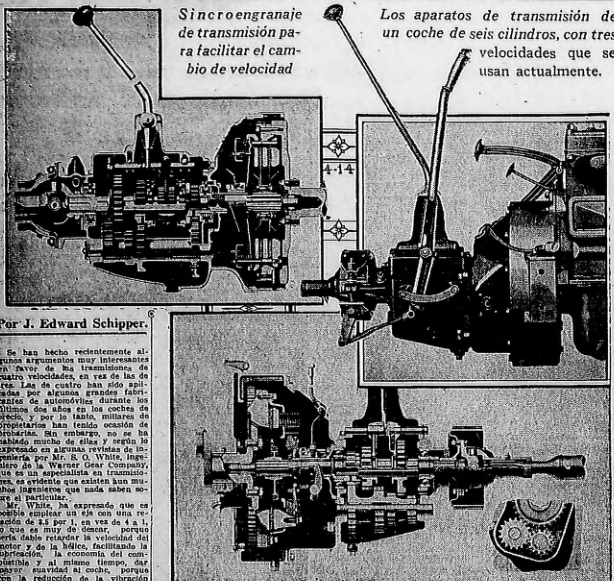 Sincroengranaje
de transmisión pa-
ra facilitar el cam-
bio de velocidad
Los aparatos de transmisión de
un coche de seis cilindros, con tres
velocidades que se
usan actualmente.
4-14
Por J. Edward Schipper.
Se han hecho recientemente al-
gunos argumentos muy interesantes
en favor de las trasmisiones de
cuatro velocidades, en vez de las de
tres. Las de cuatro han sido apli-
cadas por algunos grandes fabri-
cantes de automóviles durante los
últimos dos años en los coches de
precio, y por lo tanto, millares de
propietarios han tenido ocasión de
probarlas. Sin embargo, no se ha
hablado mucho de ellas y según lo
expresado en algunas revistas de in-
geniería por Mr. S. O. White, inge-
niero de la Warner Gear Company,
que es un especialista en trasmisio-
nes, es evidente que existen aun mu-
chos ingenieros que nada saben so-
bre el particular.
Mr. White, ha expresado que es
posible emplear un eje con una re-
lación de 3.5 por 1, en vez de 4 a 1,
lo que es muy de desear, porque
sería dable retardar la velocidad del
motor y de la hélice, facilitando la
lubricación, la economía del com-
bustible y al mismo tiempo, dar
mayor suavidad al coche, porque
con la reducción de la vibración